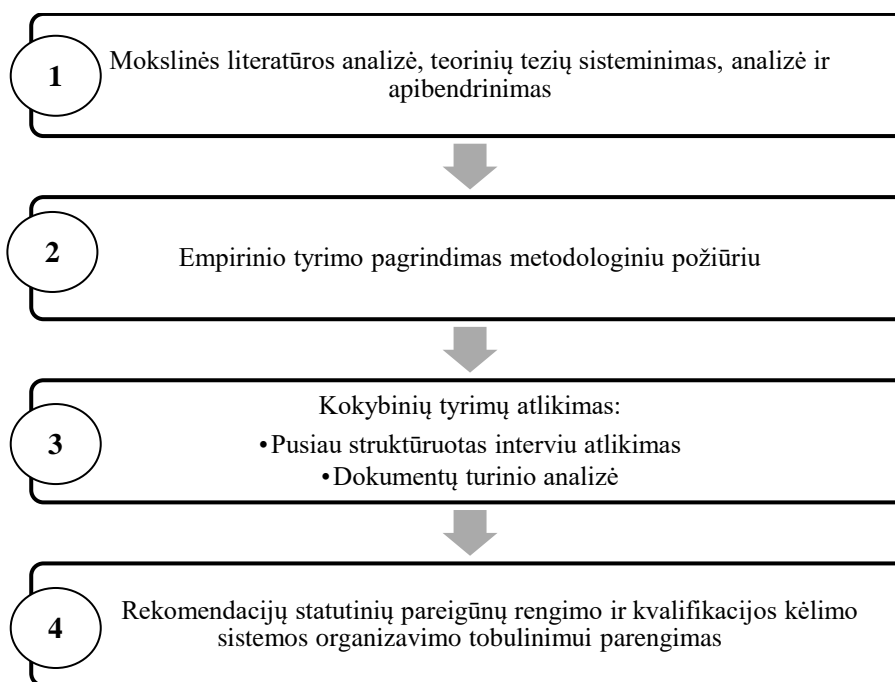 1
Mokslinės literatūros analizė, teorinių tezių sisteminimas, analizė ir
apibendrinimas
2
Empirinio tyrimo pagrindimas metodologiniu požiūriu
3
Kokybinių tyrimų atlikimas:
•Pusiau struktūruotas interviu atlikimas
•Dokumentų turinio analizė
4
Rekomendacijų statutinių pareigūnų rengimo ir kvalifikacijos kėlimo
sistemos organizavimo tobulinimui parengimas